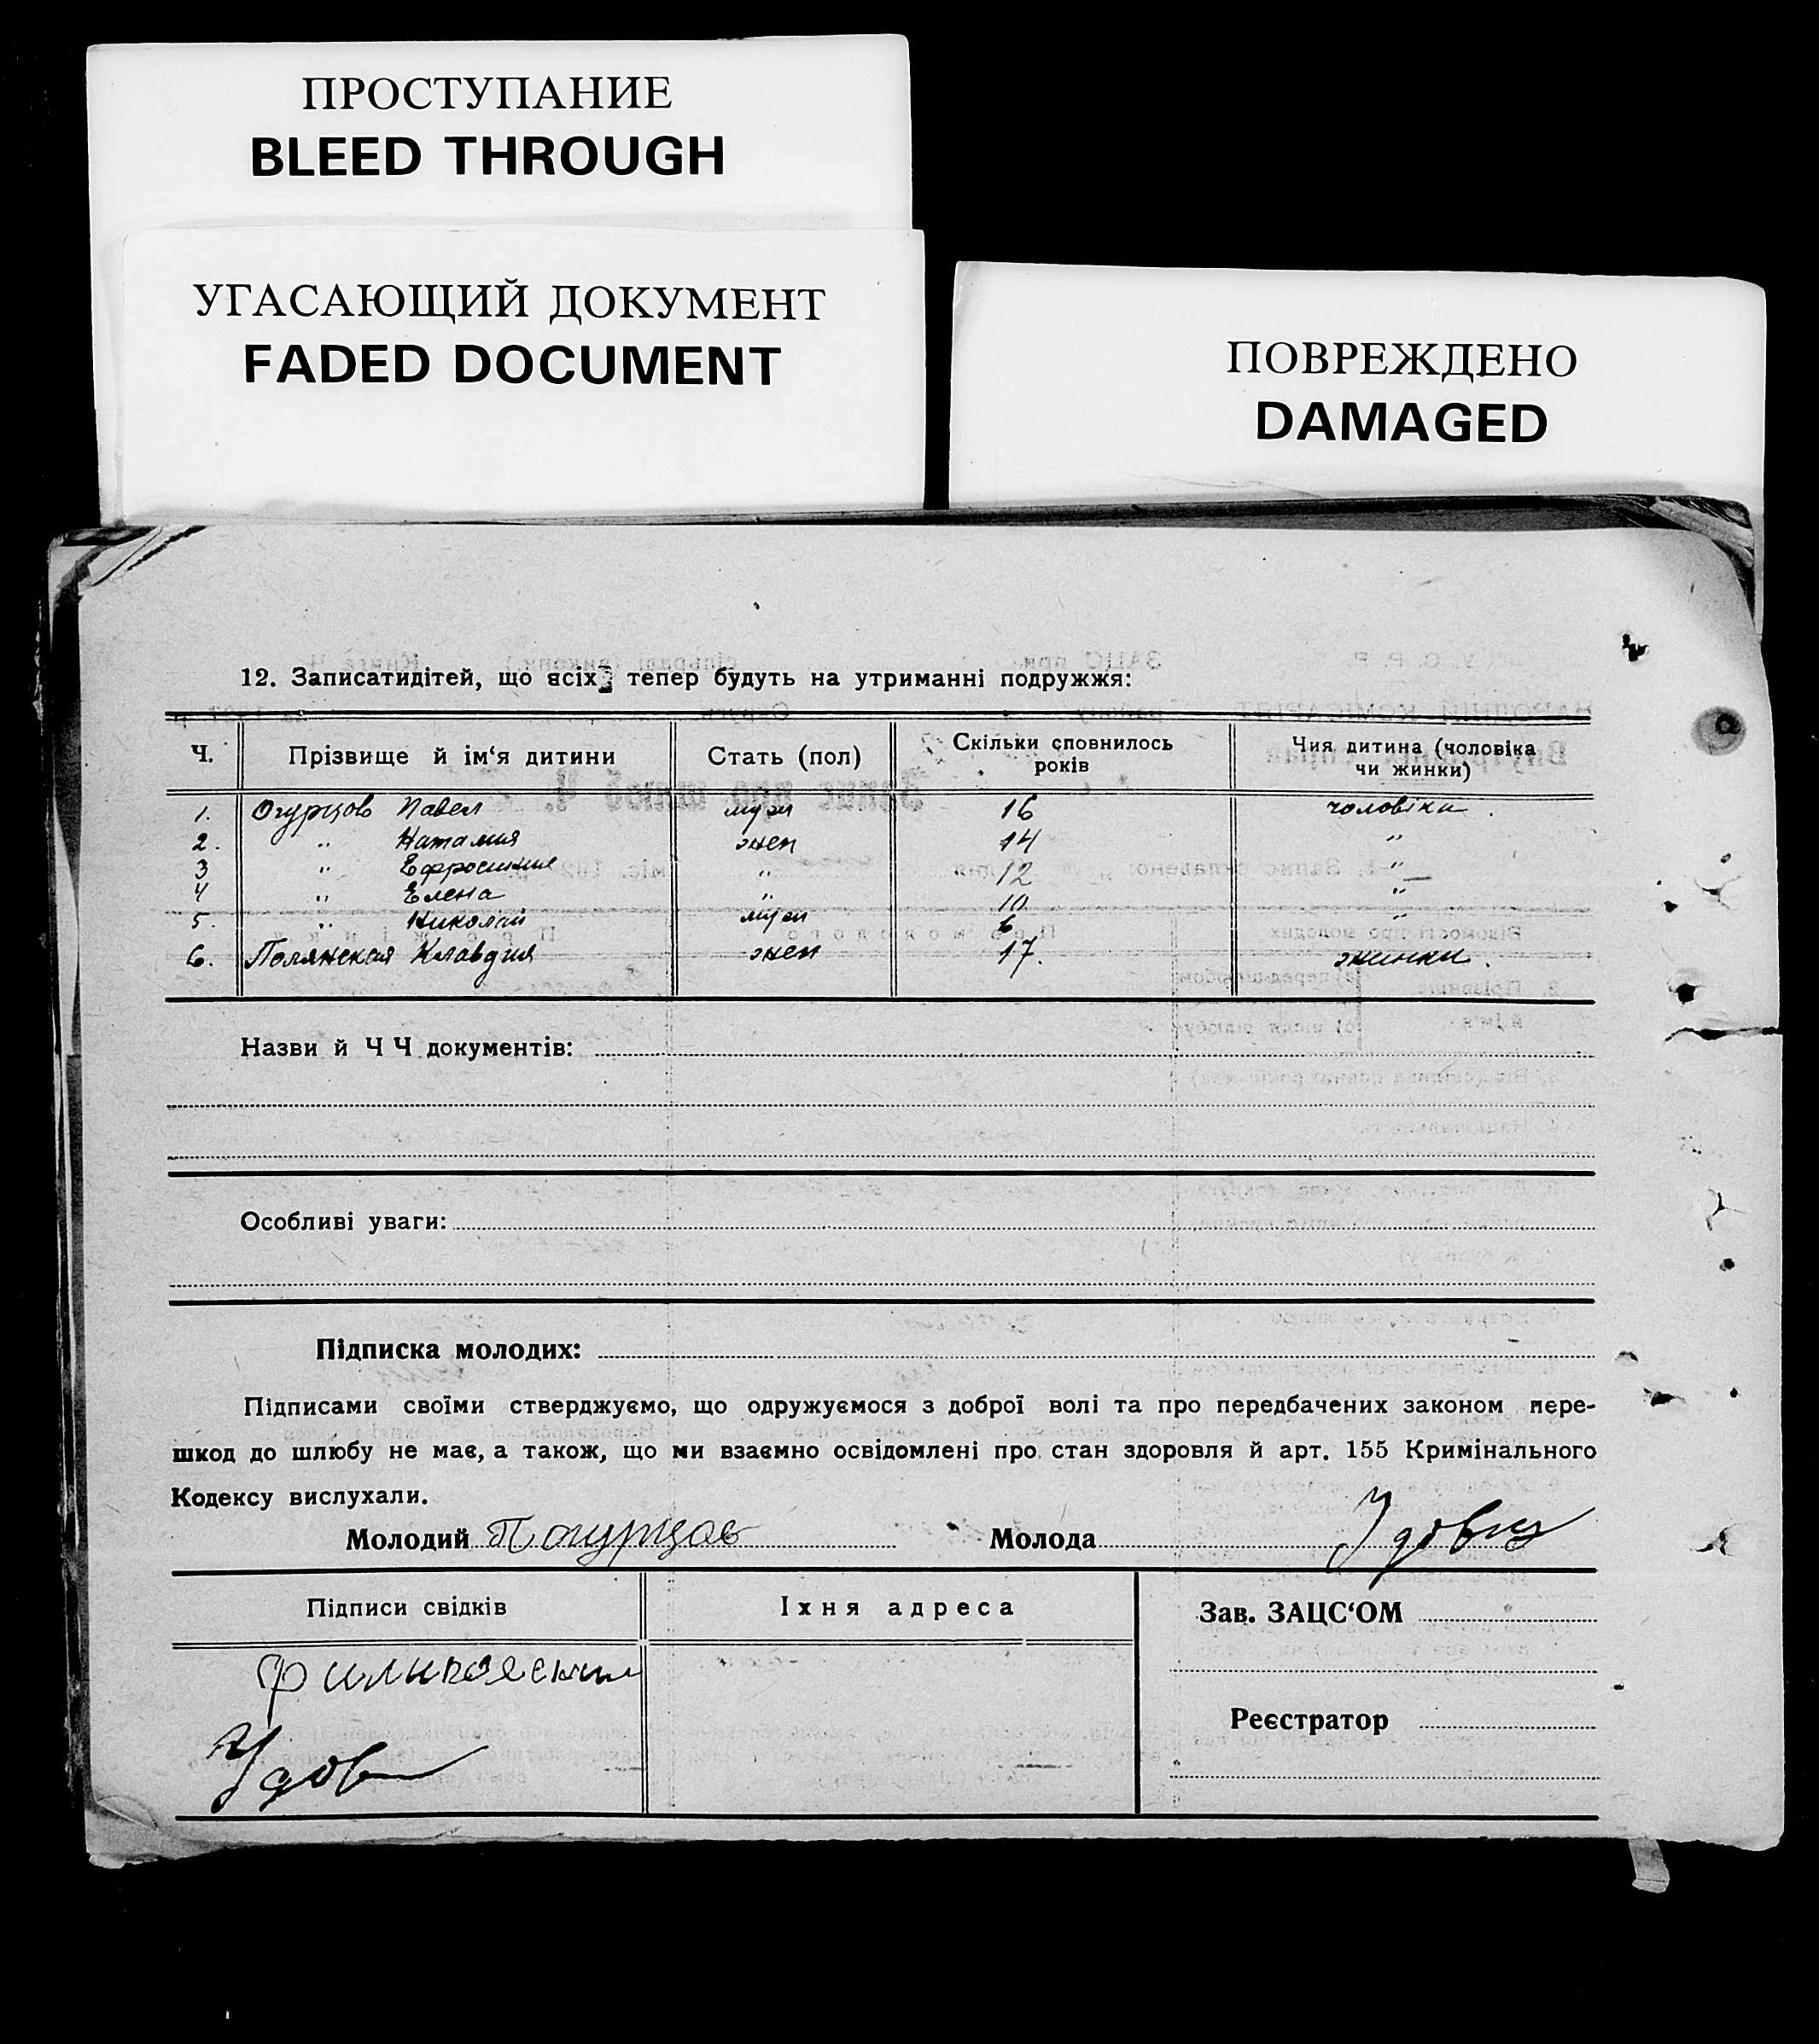 ПРОСТУПАНИЕ
BLEED THROUGH
УГАСАЮЩИЙ ДОКУМЕНТ
FADED DOCUMENT
ПОВРЕЖДЕНО
DAMAGED
12. Записатидітей, що всіх тепер будуть на утриманні подружжя:
Ч. Прізвище й ім‘я дитини Стать (пол) Скільки сповнилось років Чия дитина (чоловіка чи жинки)
1. Огурцов Павел муж 16 чоловіка.
2. " Наталия жен 14 "
3 " Ефросиния " 12 "
4 " Елена " 10 "
5. " Николай муж 6 "
6. Полянская Клавдия жен 17. жинки.
Назви й Ч Ч документів:
Особливі уваги:
Підписка молодих:
Підписами своїми стверджуємо, що одружуємося з доброї волі та про передбачених законом пере-
шкод до шлюбу не має, а також, що ми взаємно освідомлені про стан здоровля й арт. 155 Кримінального
Кодексу вислухали.
Молодий П огурцов Молода
Підписи свідків Їхня адреса Зав. ЗАЦС‘ОМ
Реєстратор